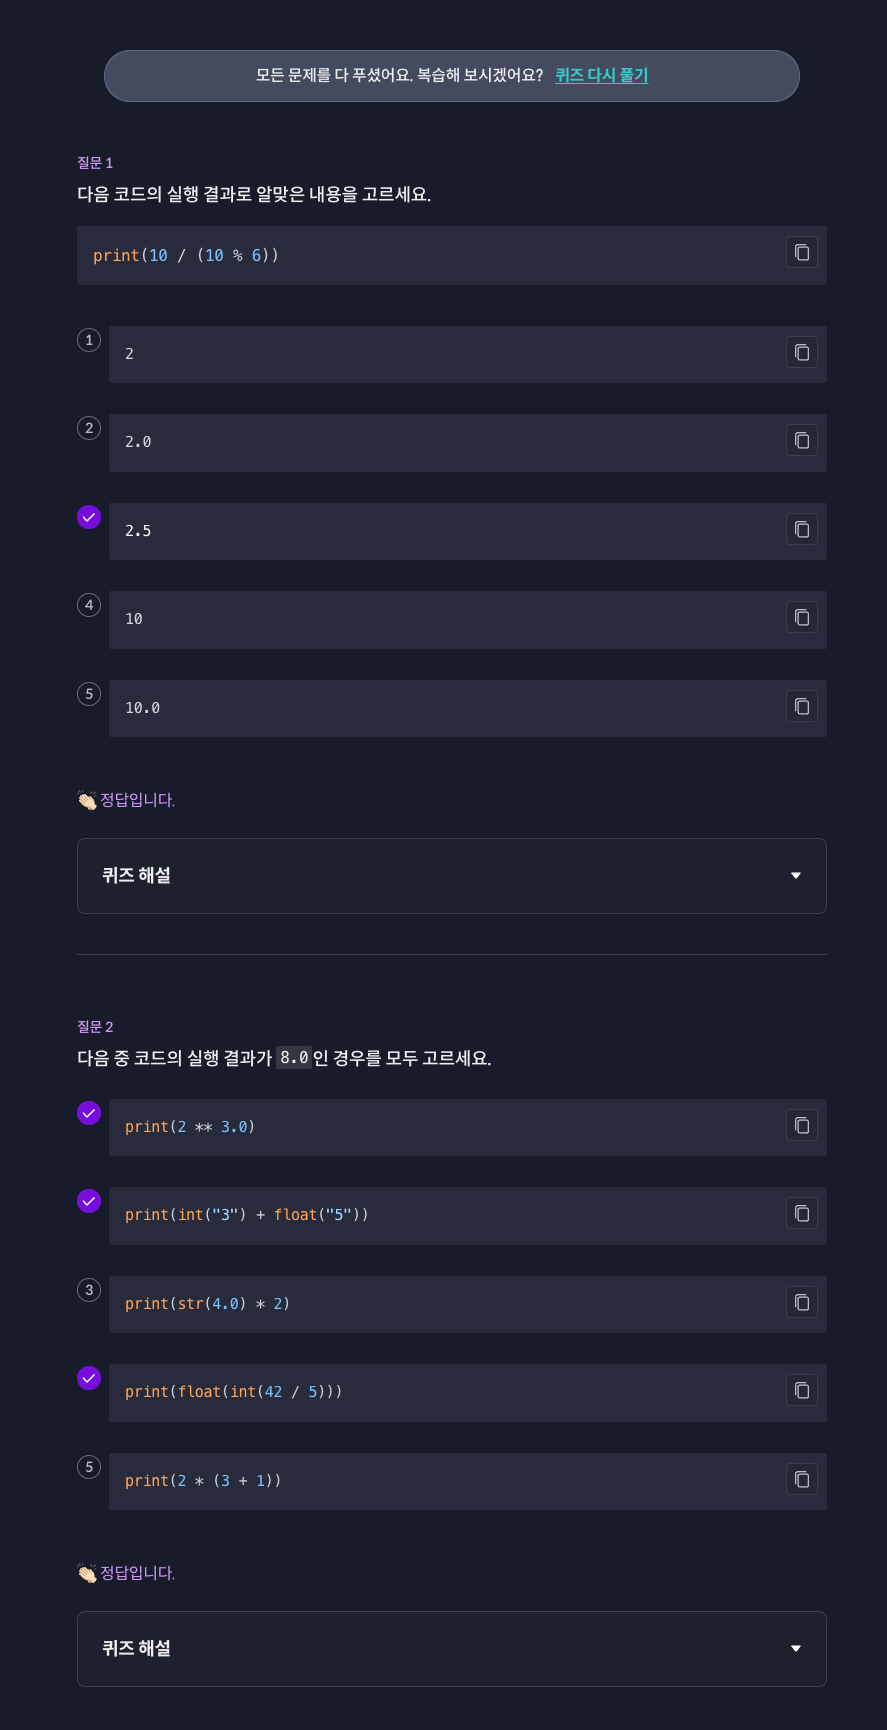 모든 문제를 다 푸셨어요. 복습해 보시겠어요? 퀴즈 다시 풀기
질문 1
다음 코드의 실행 결과로 알맞은 내용을 고르세요.
print(10 / (10 % 6))
1 2
2 2.0
2.5
4 10
5 10.0
👏🏻 정답입니다.
퀴즈 해설
질문 2
다음 중 코드의 실행 결과가 8.0인 경우를 모두 고르세요.
print(2 ** 3.0)
print(int("3") + float("5"))
3 print(str(4.0) * 2)
print(float(int(42 / 5)))
5 print(2 * (3 + 1))
👏🏻 정답입니다.
퀴즈 해설